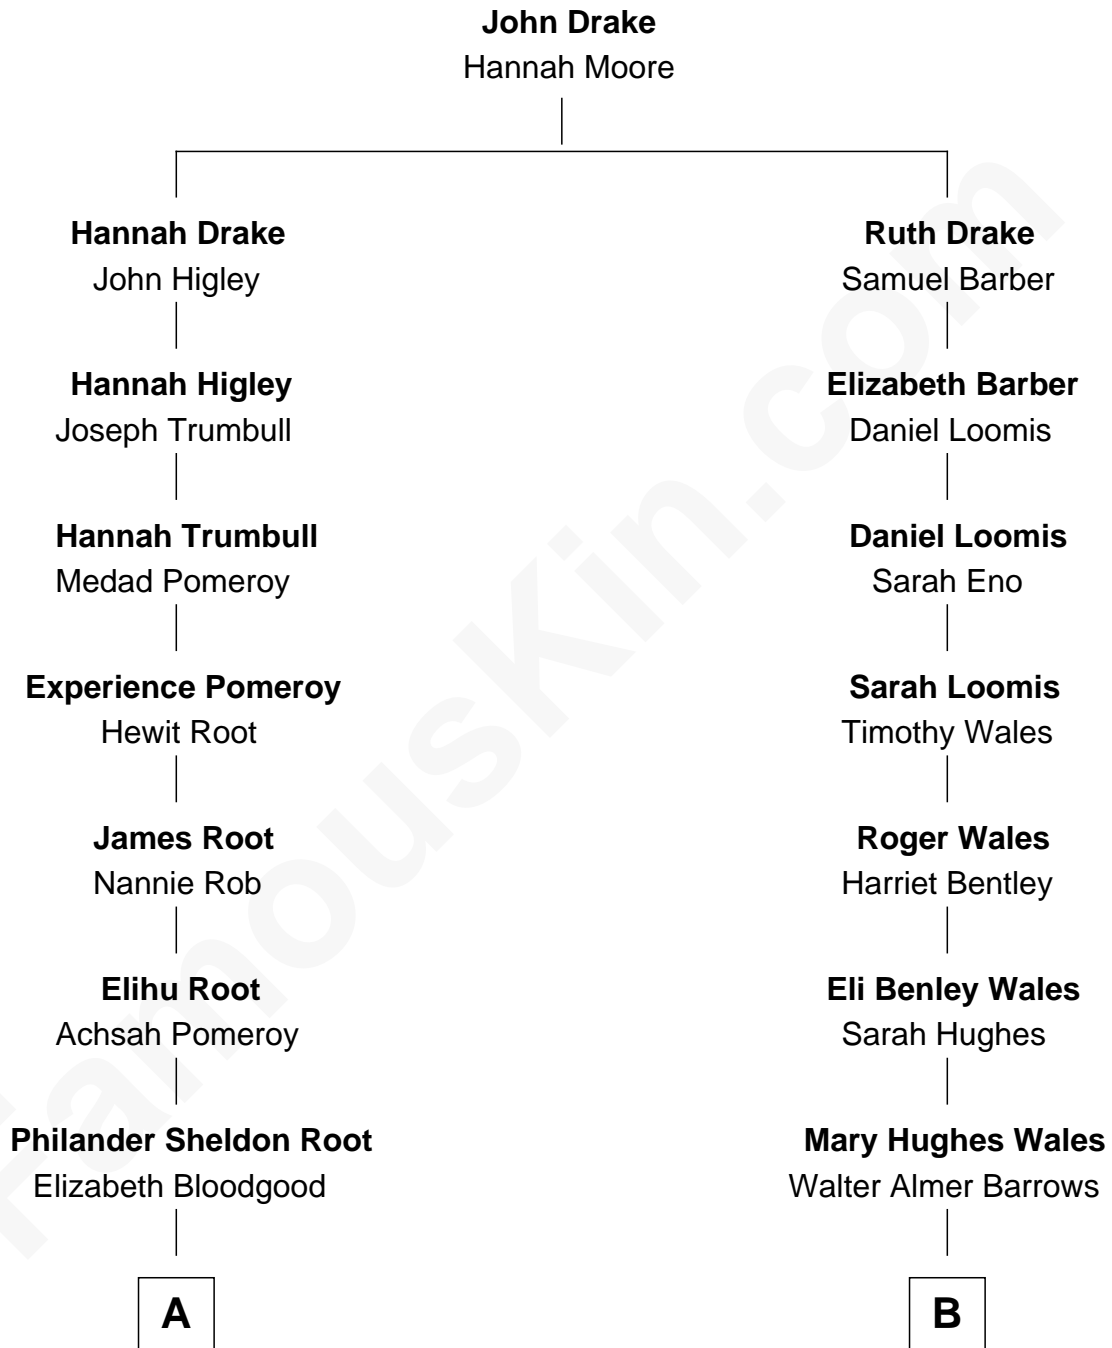 John Drake
Hannah Moore
Hannah Drake
John Higley
Ruth Drake
Samuel Barber
Hannah Higley
Joseph Trumbull
Elizabeth Barber
Daniel Loomis
Hannah Trumbull
Medad Pomeroy
Daniel Loomis
Sarah Eno
Experience Pomeroy
Hewit Root
Sarah Loomis
Timothy Wales
James Root
Nannie Rob
Roger Wales
Harriet Bentley
Elihu Root
Achsah Pomeroy
Eli Benley Wales
Sarah Hughes
Philander Sheldon Root
Elizabeth Bloodgood
Mary Hughes Wales
Walter Almer Barrows
A
B
FamousKin.com